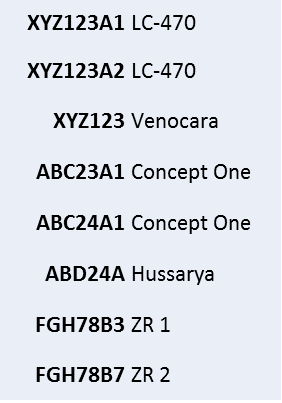 XYZ123A1 LC-470
XYZ123A2 LC-470
XYZ123 Venocara
ABC23A1 Concept One
ABC24A1 Concept One
ABD24A Hussarya
FGH78B3 ZR 1
FGH78B7 ZR 2